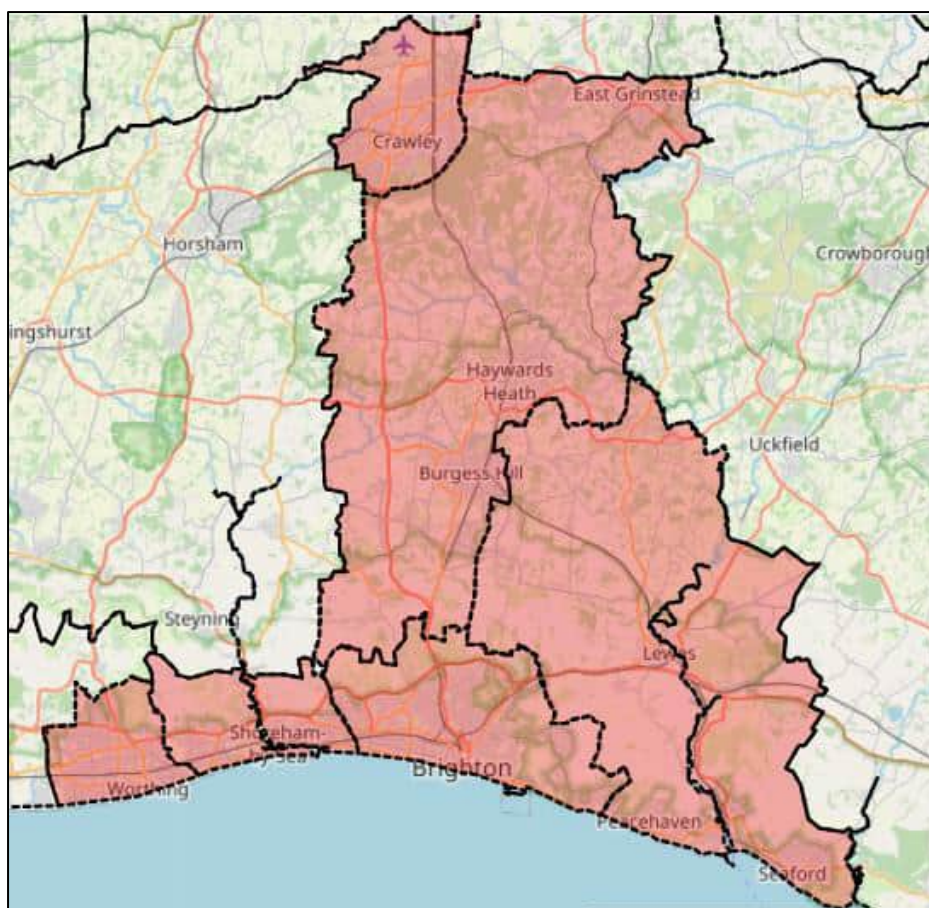 East Grinstead
Crawley
Horsham
Crowborough
ingshurst
Haywards
Heath
Uckfield
Burgess Hill
Steyning
Lewes
Shoreham-
by-Sea
Brighton
Worthing
Peacehaven
Seaford